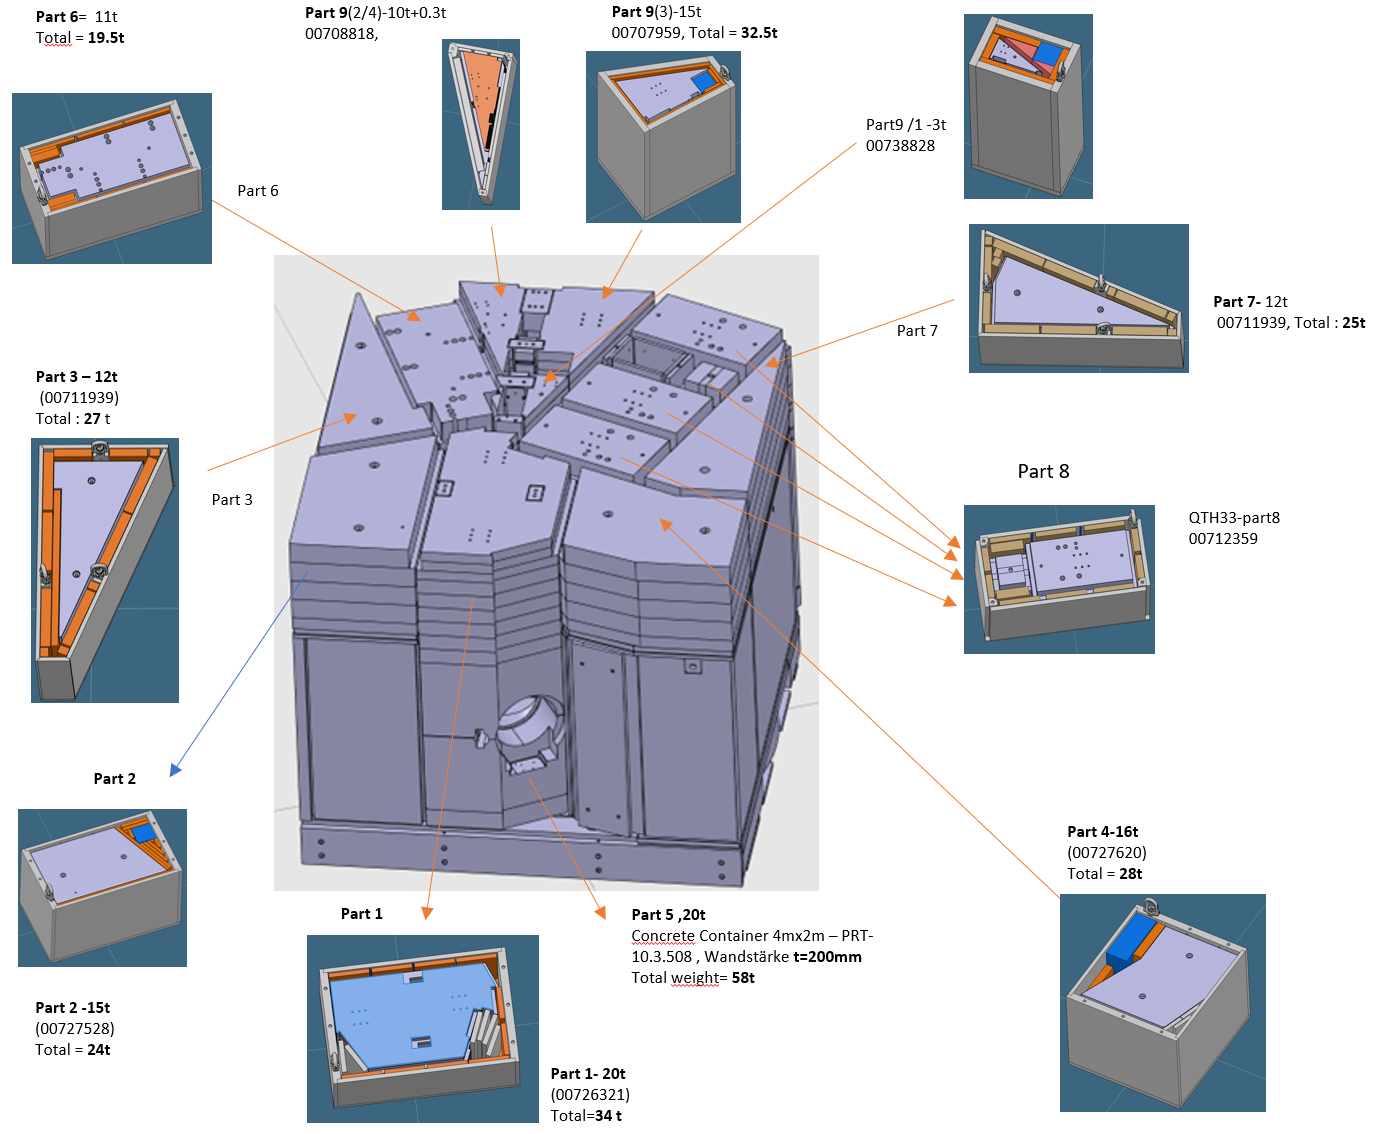 Part 6=  11t
Total = 19.5t
Part 9(2/4)-10t+0.3t
00708818,
Part 9(3)-15t
00707959, Total = 32.5t
Part9 /1 -3t
00738828
Part 6
Part 7
Part 7- 12t
00711939, Total : 25t
Part 3 – 12t
(00711939)
Total : 27 t
Part 3
Part 8
QTH33-part8
00712359
Part 2
Part 2 -15t
(00727528)
Total = 24t
Part 1
Part 1- 20t
(00726321)
Total=34 t
Part 5 ,20t
Concrete Container 4mx2m – PRT-
10.3.508 , Wandstärke t=200mm
Total weight= 58t
Part 4-16t
(00727620)
Total = 28t